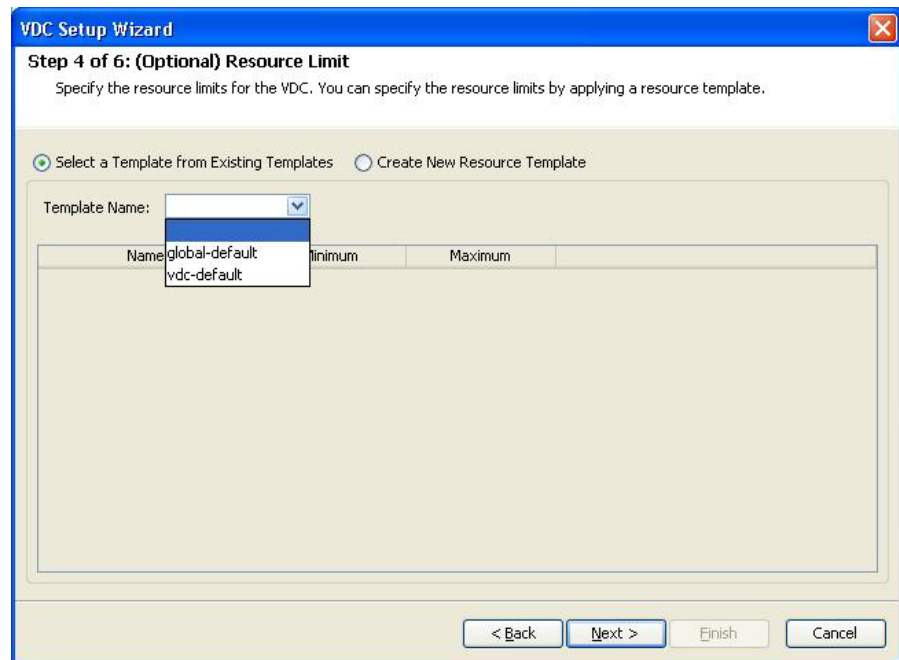 VDC Setup Wizard
Step 4 of 6: (Optional) Resource Limit
Specify the resource limits for the VDC. You can specify the resource limits by applying a resource template.
Select a Template from Existing Templates Create New Resource Template
Template Name:
Name Minimum Maximum
global-default
vdc-default
< Back Next > Finish Cancel